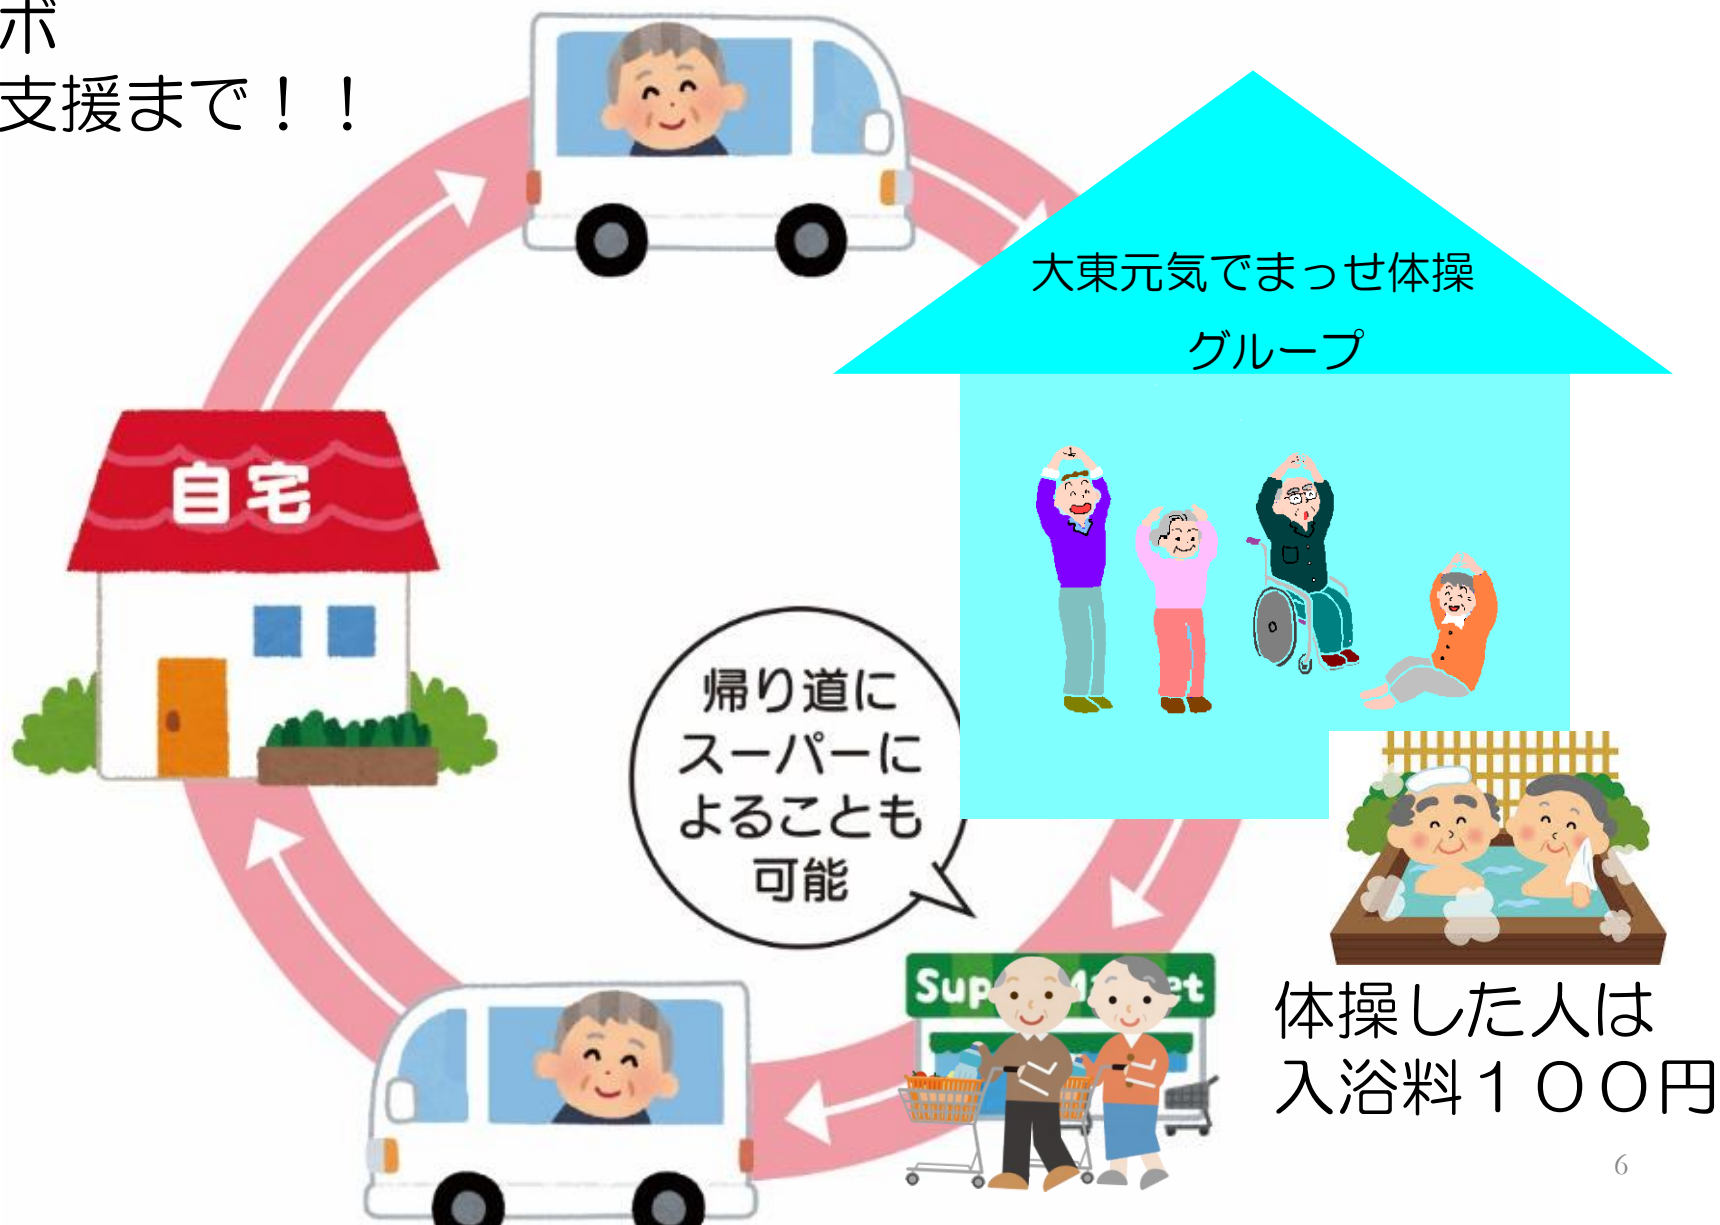 ボ
支援まで！！
大東元気でまっせ体操
グループ
自宅
帰り道に
スーパーに
よることも
可能
体操した人は
入浴料１００円
6